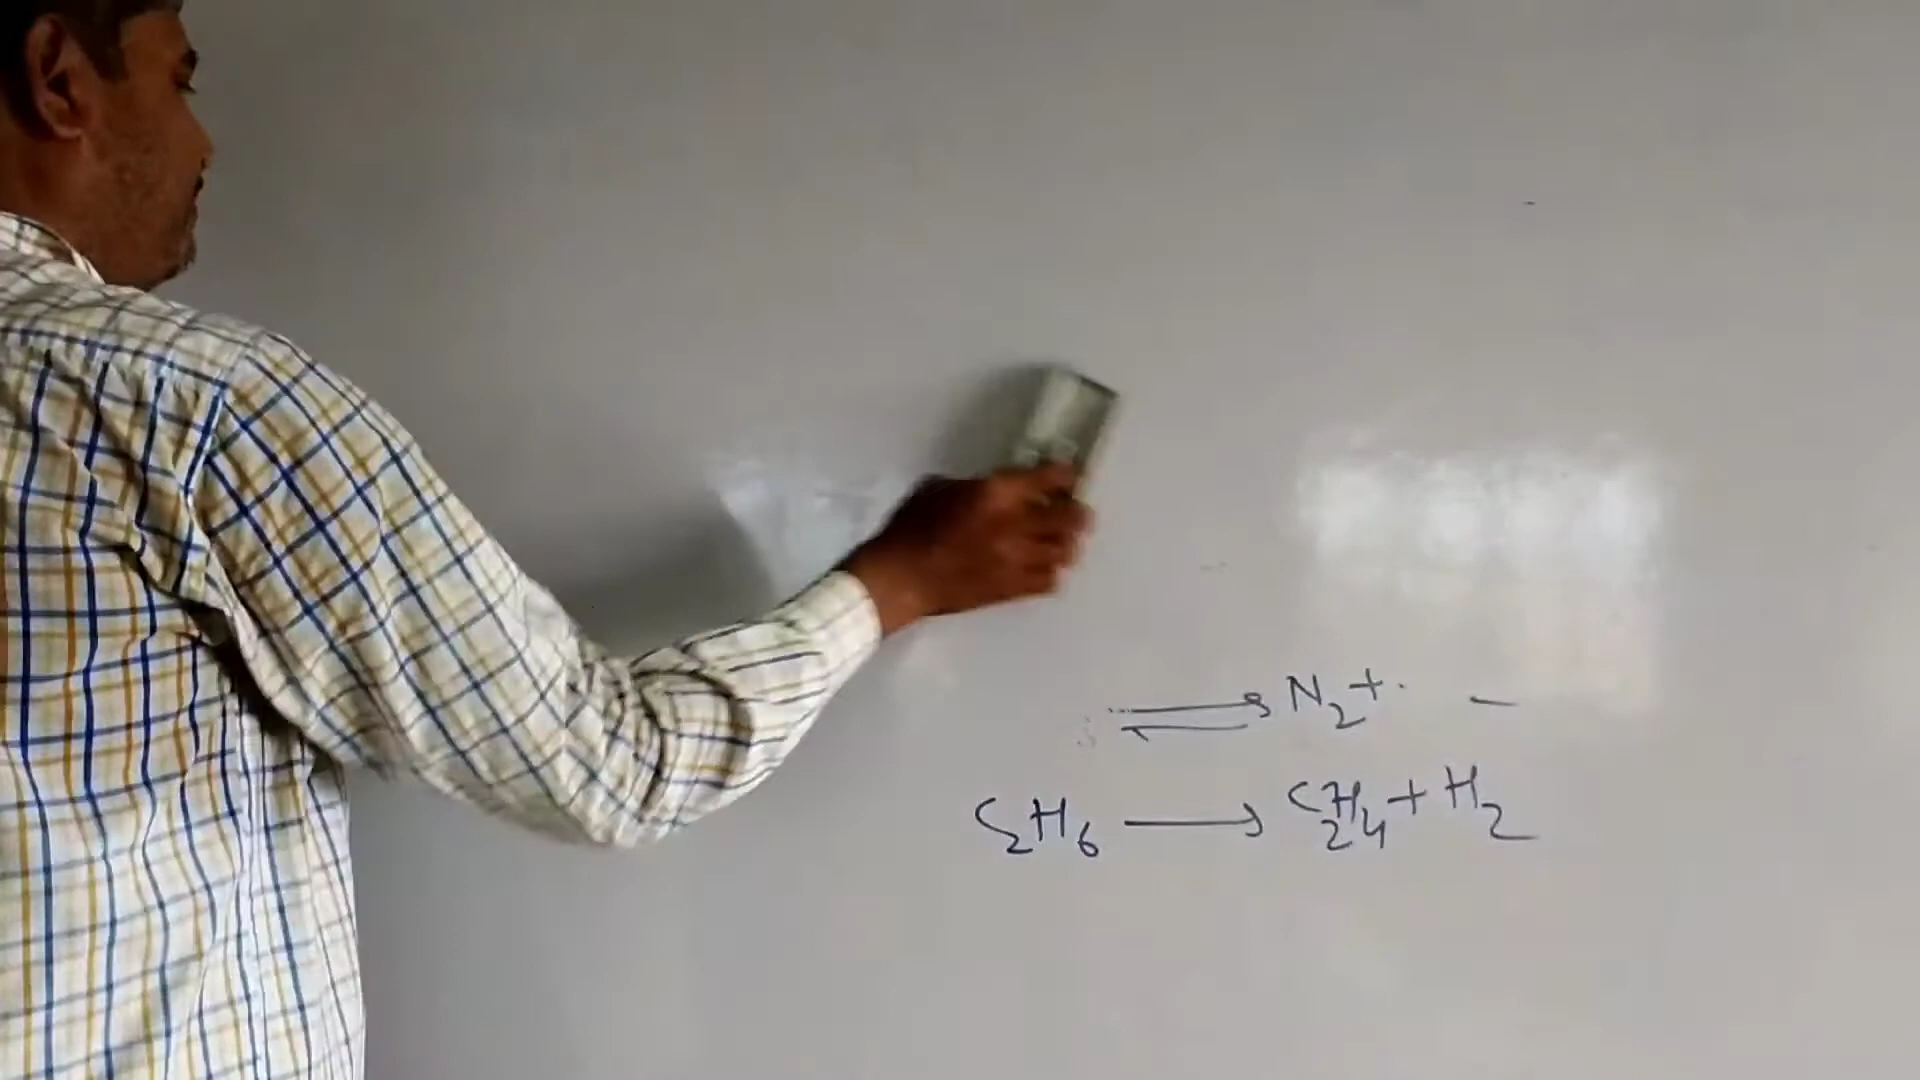 ⇌ N₂ +
C₂H₆ ⟶ C₂H₄ + H₂